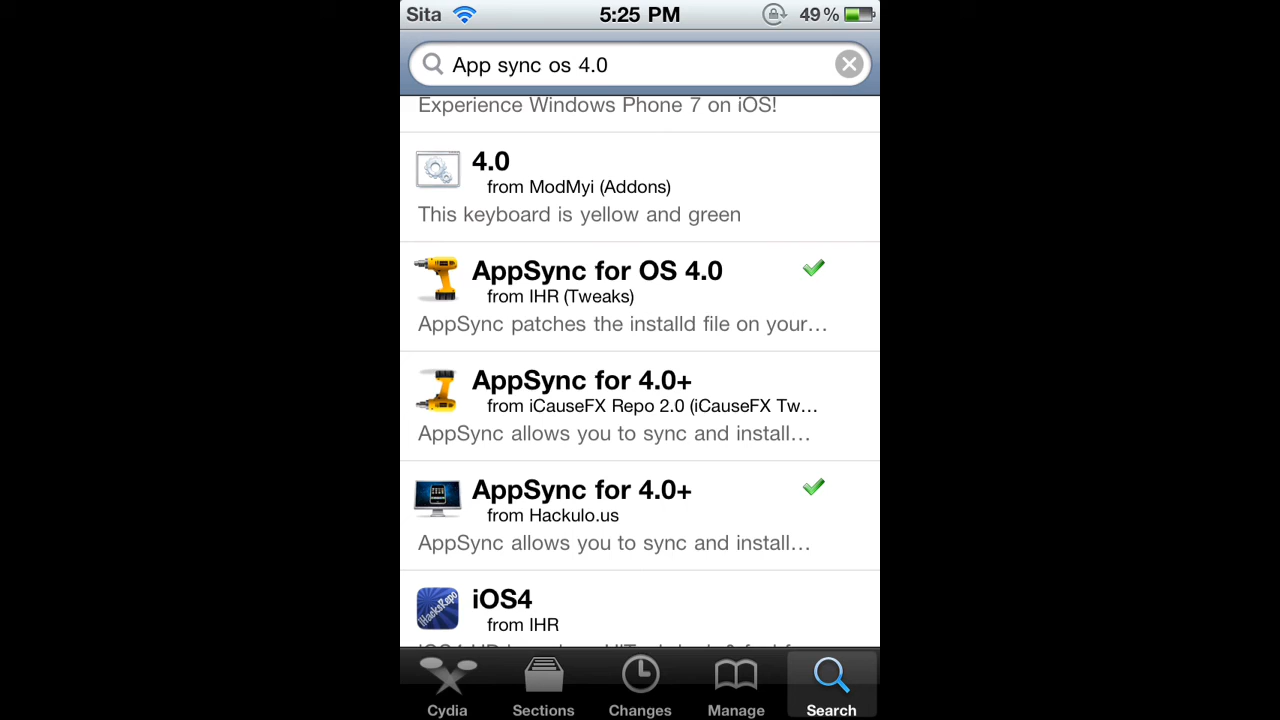 Sita 5:25 PM 49%
App sync os 4.0
Experience Windows Phone 7 on iOS!
4.0
from ModMyi (Addons)
This keyboard is yellow and green
AppSync for OS 4.0
from IHR (Tweaks)
AppSync patches the installd file on your…
AppSync for 4.0+
from iCauseFX Repo 2.0 (iCauseFX Tw…
AppSync allows you to sync and install…
AppSync for 4.0+
from Hackulo.us
AppSync allows you to sync and install…
iHacksRepo
iOS4
from IHR
Cydia Sections Changes Manage Search